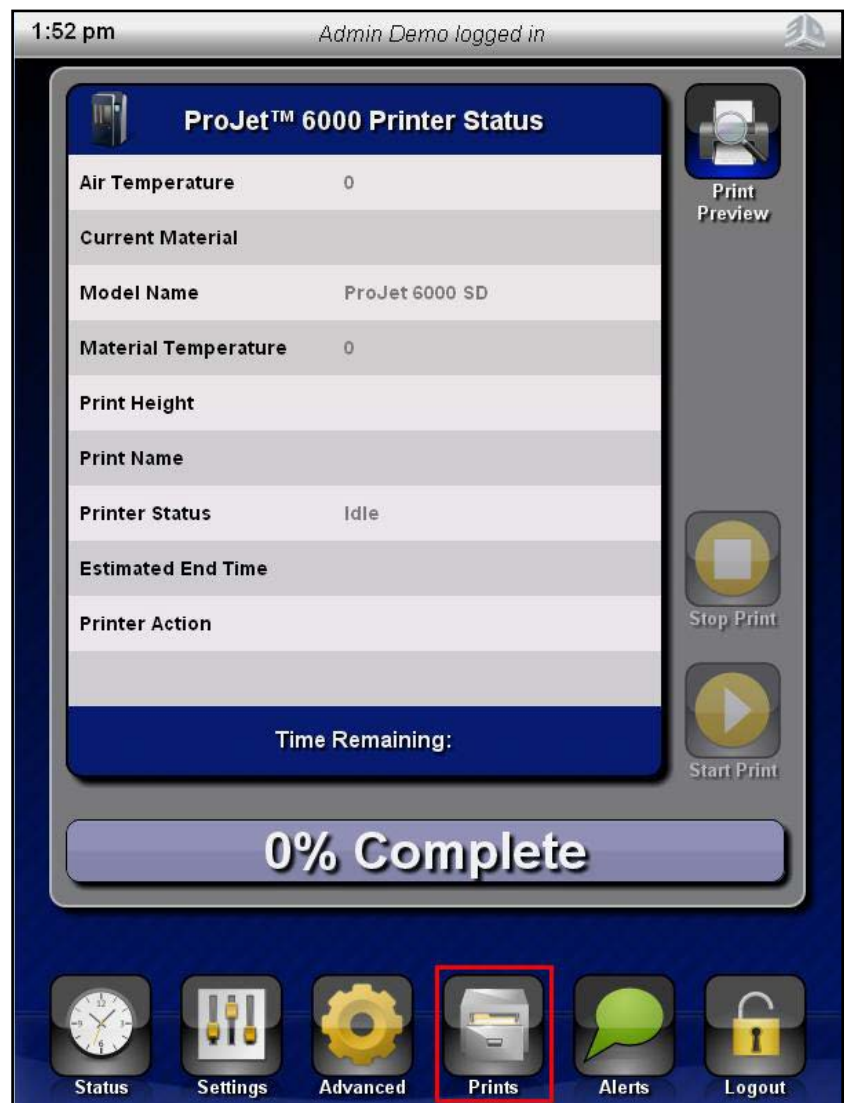 1:52 pm Admin Demo logged in
ProJet™ 6000 Printer Status
Air Temperature 0
Current Material
Model Name ProJet 6000 SD
Material Temperature 0
Print Height
Print Name
Printer Status Idle
Estimated End Time
Printer Action
Time Remaining:
Print
Preview
Stop Print
Start Print
0% Complete
Status Settings Advanced Prints Alerts Logout